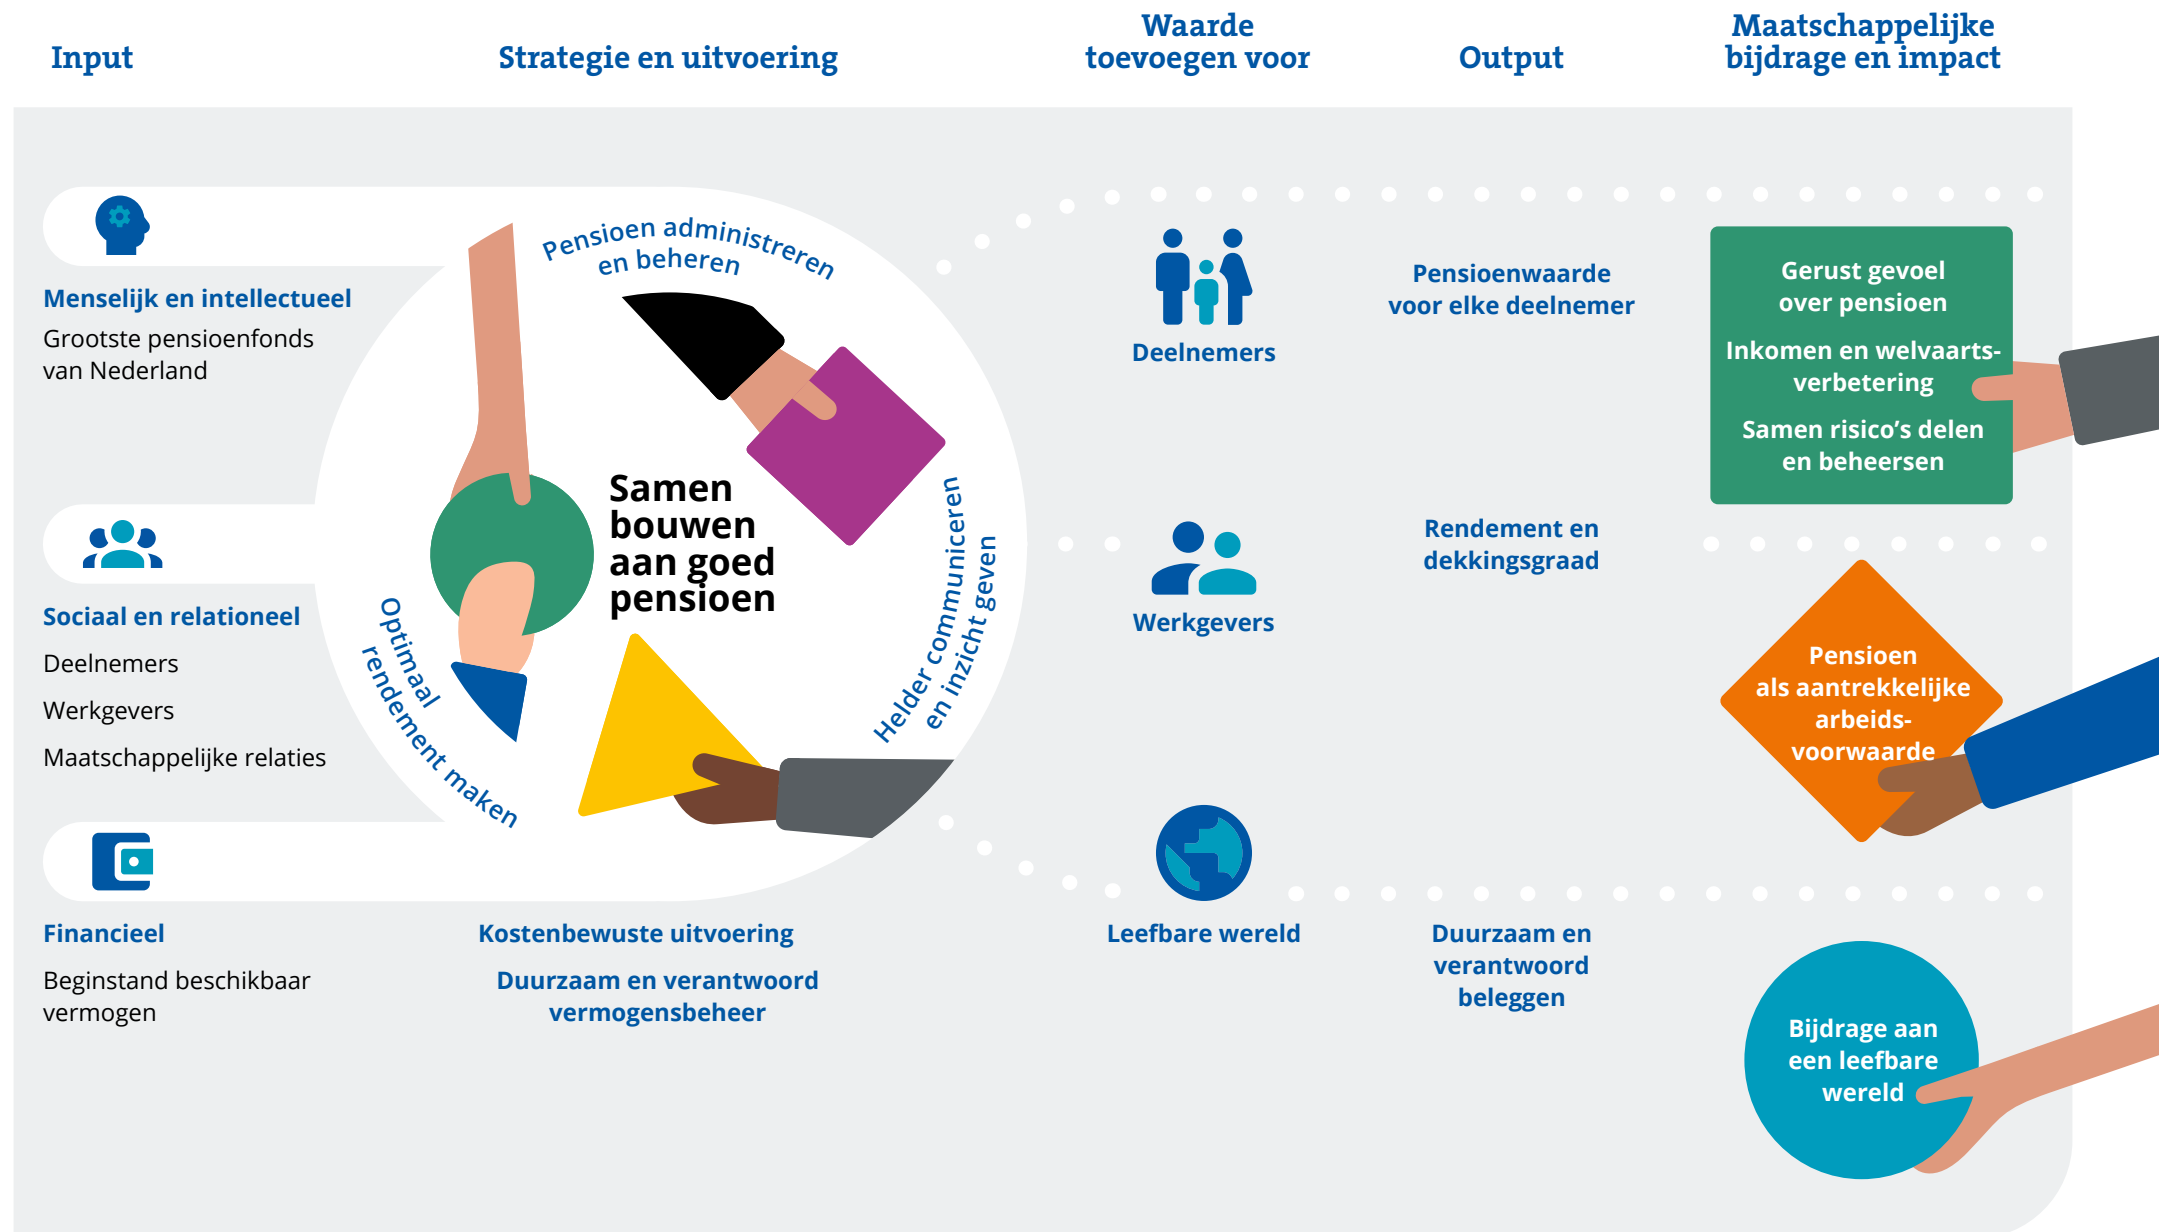 Input
Strategie en uitvoering
Waarde
toevoegen voor
Output
Maatschappelijke
bijdrage en impact
Menselijk en intellectueel
Grootste pensioenfonds
van Nederland
Sociaal en relationeel
Deelnemers
Werkgevers
Maatschappelijke relaties
Financieel
Beginstand beschikbaar
vermogen
Pensioen administreren
en beheren
Samen
bouwen
aan goed
pensioen
Helder communiceren
en inzicht geven
Optimaal
rendement maken
Kostenbewuste uitvoering
Duurzaam en verantwoord
vermogensbeheer
Deelnemers
Werkgevers
Leefbare wereld
Pensioenwaarde
voor elke deelnemer
Rendement en
dekkingsgraad
Duurzaam en
verantwoord
beleggen
Gerust gevoel
over pensioen
Inkomen en welvaarts-
verbetering
Samen risico’s delen
en beheersen
Pensioen
als aantrekkelijke
arbeids-
voorwaarde
Bijdrage aan
een leefbare
wereld